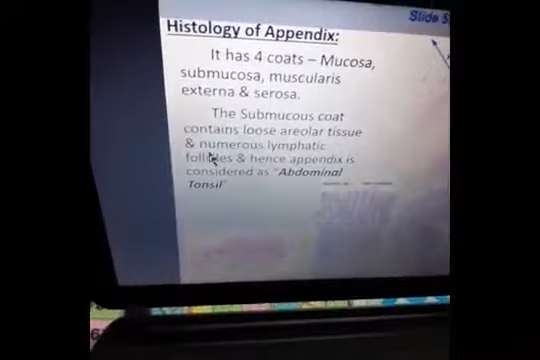 Slide 5
Histology of Appendix:
It has 4 coats – Mucosa,
submucosa, muscularis
externa & serosa.
The Submucous coat
contains loose areolar tissue
& numerous lymphatic
follicles & hence appendix is
considered as "Abdominal
Tonsil"